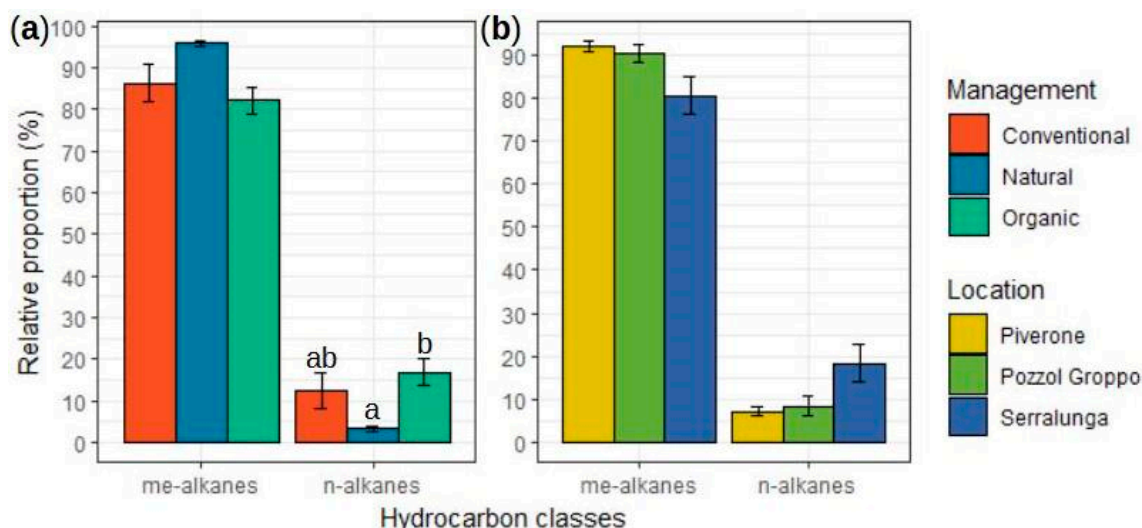 (a)
Relative proportion (%)
100
90
80
70
60
50
40
30
20
10
0
ab
a
b
me-alkanes
n-alkanes
(b)
90
80
70
60
50
40
30
20
10
0
me-alkanes
n-alkanes
Hydrocarbon classes
Management
Conventional
Natural
Organic
Location
Piverone
Pozzol Groppo
Serralunga